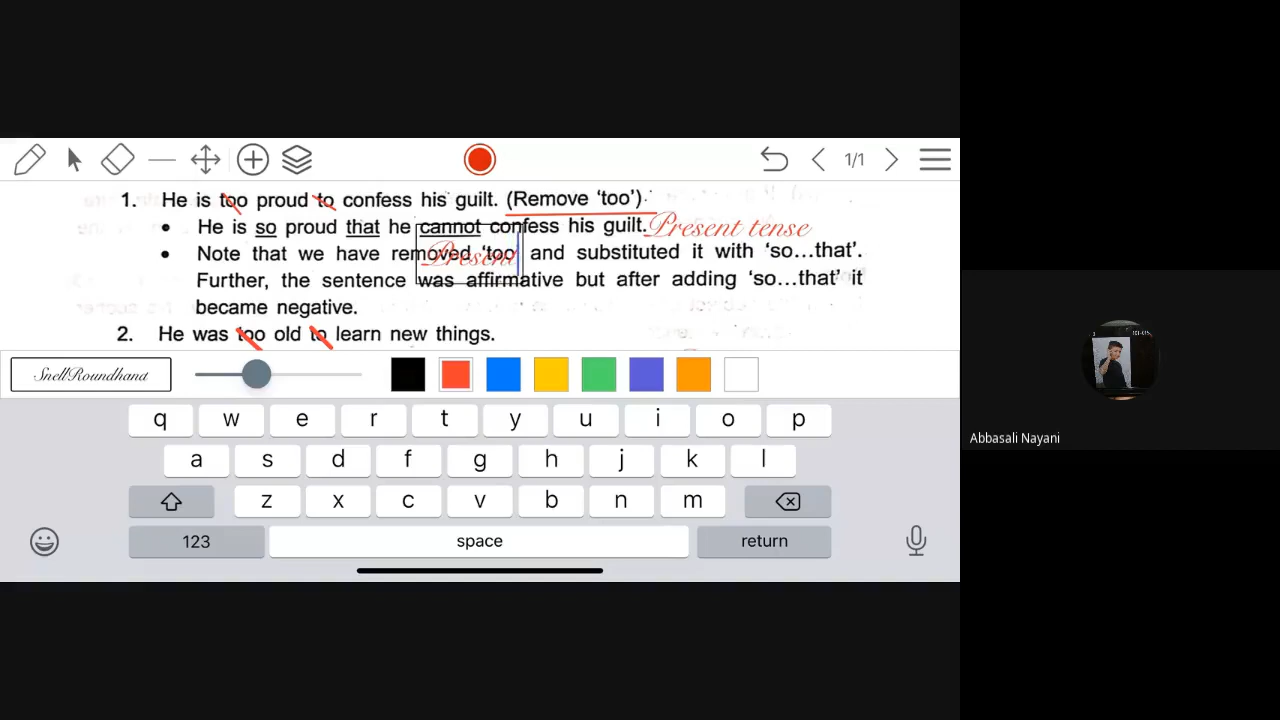 1/1
1. He is too proud to confess his guilt. (Remove ‘too’).
• He is so proud that he cannot confess his guilt. Present tense
• Note that we have removed ‘too’ and substituted it with ‘so...that’.
Present
Further, the sentence was affirmative but after adding ‘so...that’ it
became negative.
2. He was too old to learn new things.
SnellRoundhand
q w e r t y u i o p
a s d f g h j k l
z x c v b n m
123 space return
Abbasali Nayani